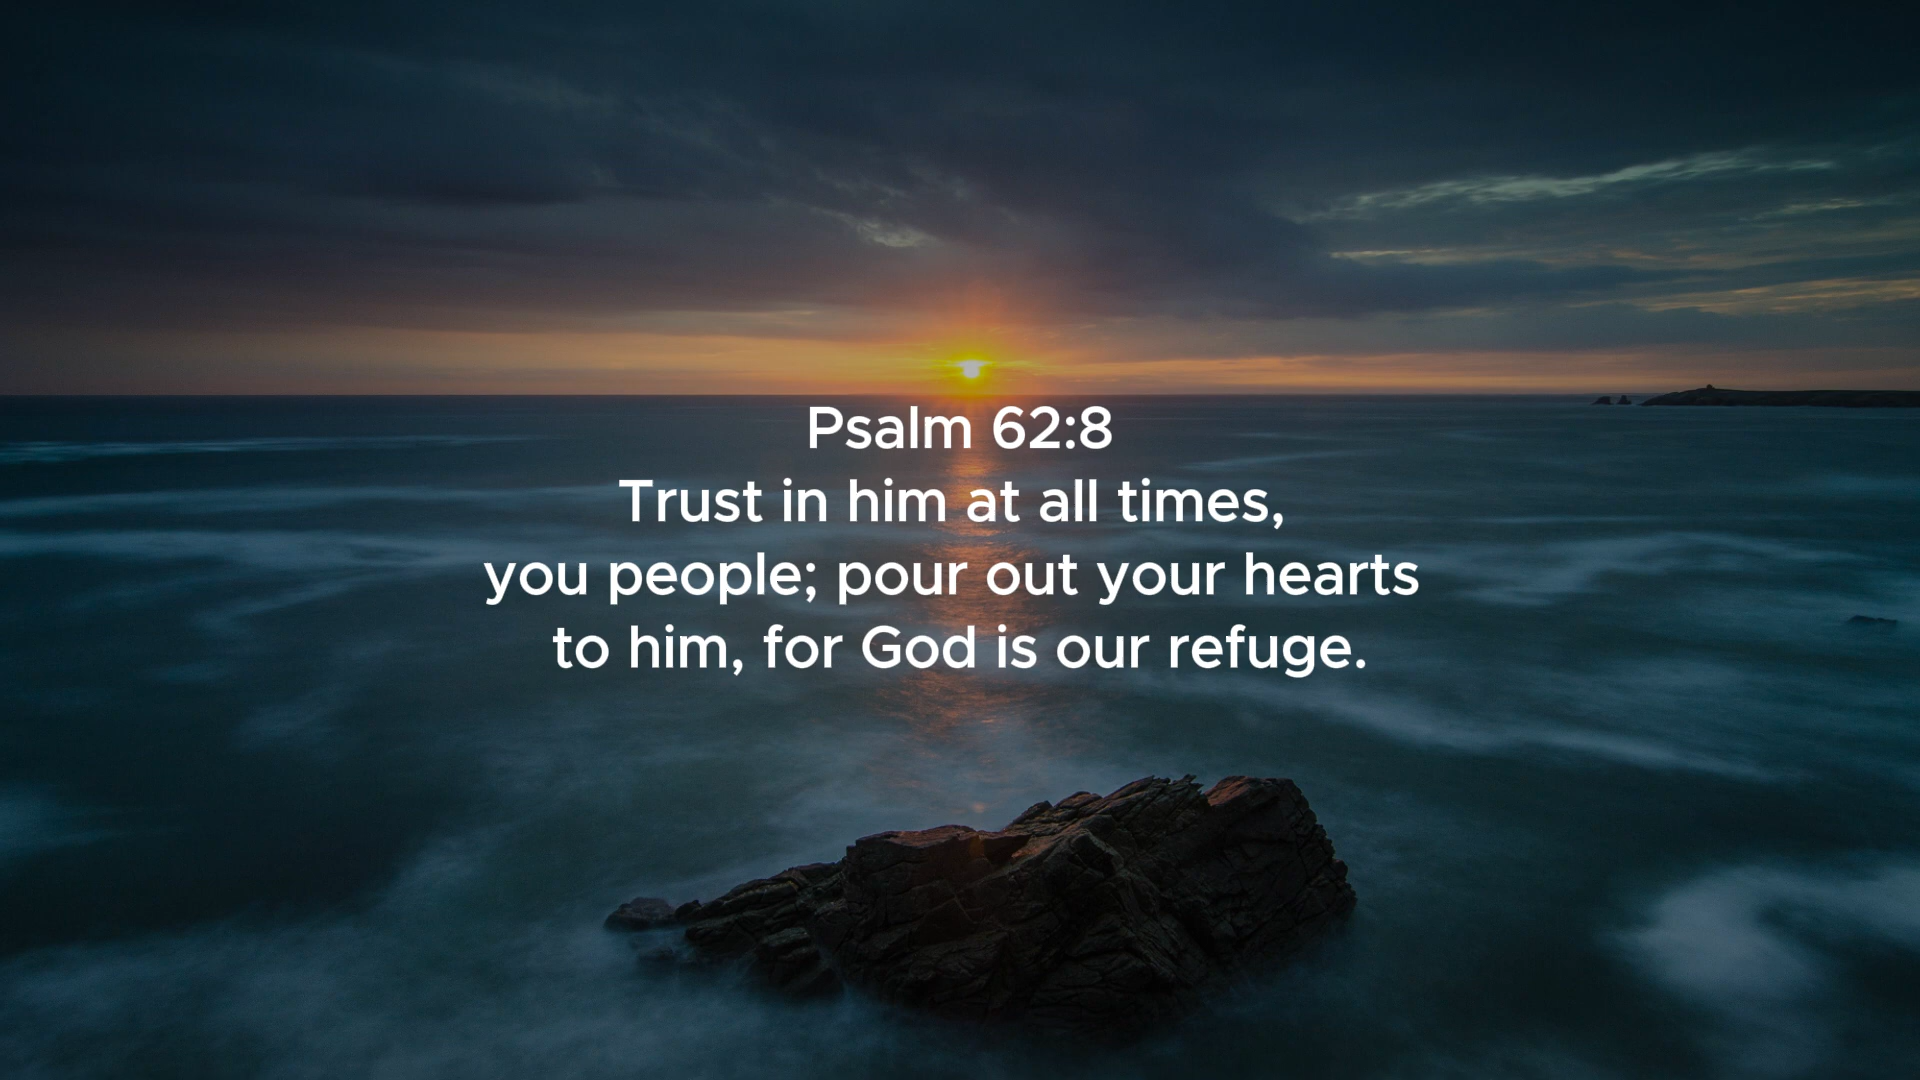 Psalm 62:8
Trust in him at all times,
you people; pour out your hearts
to him, for God is our refuge.